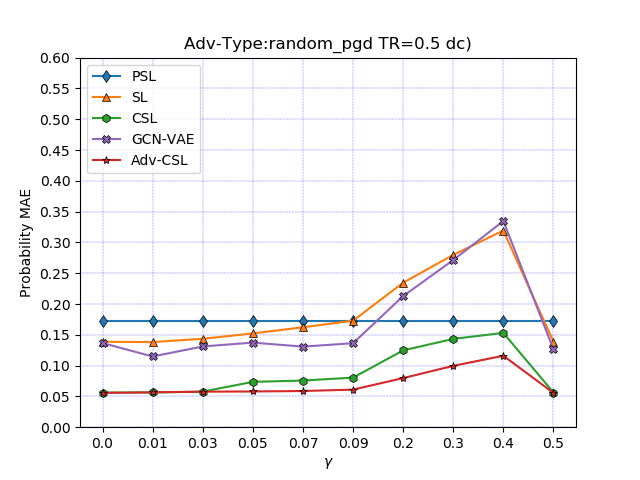 Adv-Type:random_pgd TR=0.5 dc)
PSL
SL
CSL
GCN-VAE
Adv-CSL
Probability MAE
0.60
0.55
0.50
0.45
0.40
0.35
0.30
0.25
0.20
0.15
0.10
0.05
0.00
0.0 0.01 0.03 0.05 0.07 0.09 0.2 0.3 0.4 0.5
γ